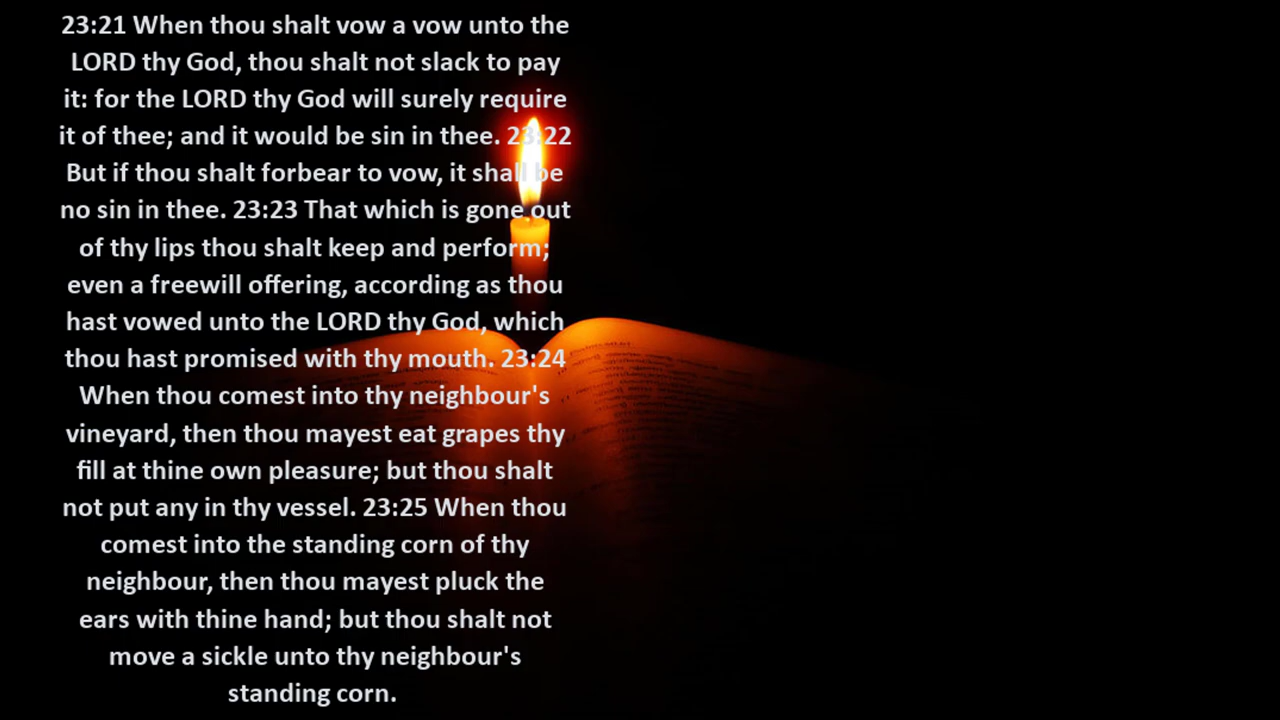 23:21 When thou shalt vow a vow unto the
LORD thy God, thou shalt not slack to pay
it: for the LORD thy God will surely require
it of thee; and it would be sin in thee. 23:22
But if thou shalt forbear to vow, it shall be
no sin in thee. 23:23 That which is gone out
of thy lips thou shalt keep and perform;
even a freewill offering, according as thou
hast vowed unto the LORD thy God, which
thou hast promised with thy mouth. 23:24
When thou comest into thy neighbour's
vineyard, then thou mayest eat grapes thy
fill at thine own pleasure; but thou shalt
not put any in thy vessel. 23:25 When thou
comest into the standing corn of thy
neighbour, then thou mayest pluck the
ears with thine hand; but thou shalt not
move a sickle unto thy neighbour's
standing corn.